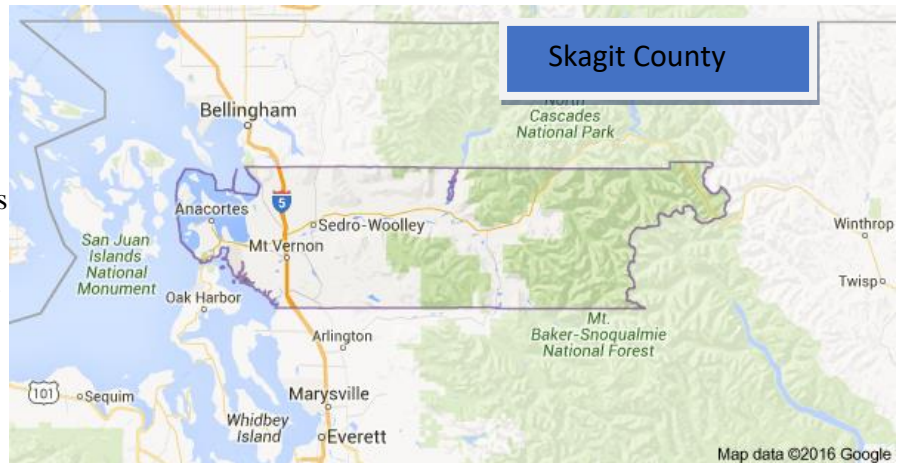 Skagit County
Bellingham
North
Cascades
National Park
s
Anacortes
5
Sedro-Woolley
Mt Vernon
San Juan
Islands
National
Monument
Oak Harbor
Winthrop
Twisp
Arlington
Mt.
Baker-Snoqualmie
National Forest
101
Sequim
Marysville
Whidbey
Island
Everett
Map data ©2016 Google